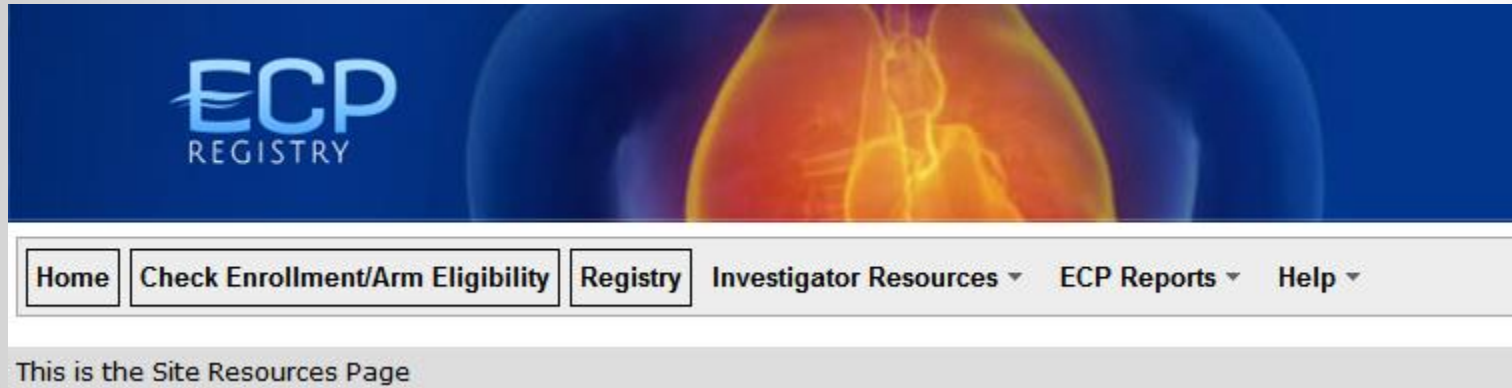 ECP
REGISTRY
Home Check Enrollment/Arm Eligibility Registry Investigator Resources ECP Reports Help
This is the Site Resources Page